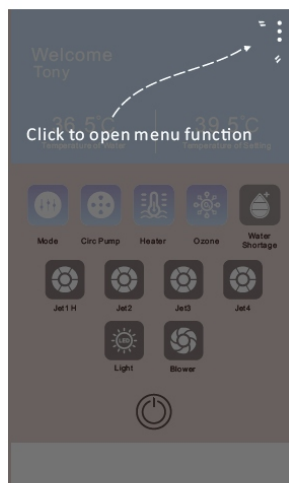 Welcome
Tony
36.5°C
39.5°C
Click to open menu function
Temperature of Water
Temperature of Setting
Mode
Circ Pump
Heater
Ozone
Water
Shortage
Jet1 H
Jet2
Jet3
Jet4
LED
Light
Blower